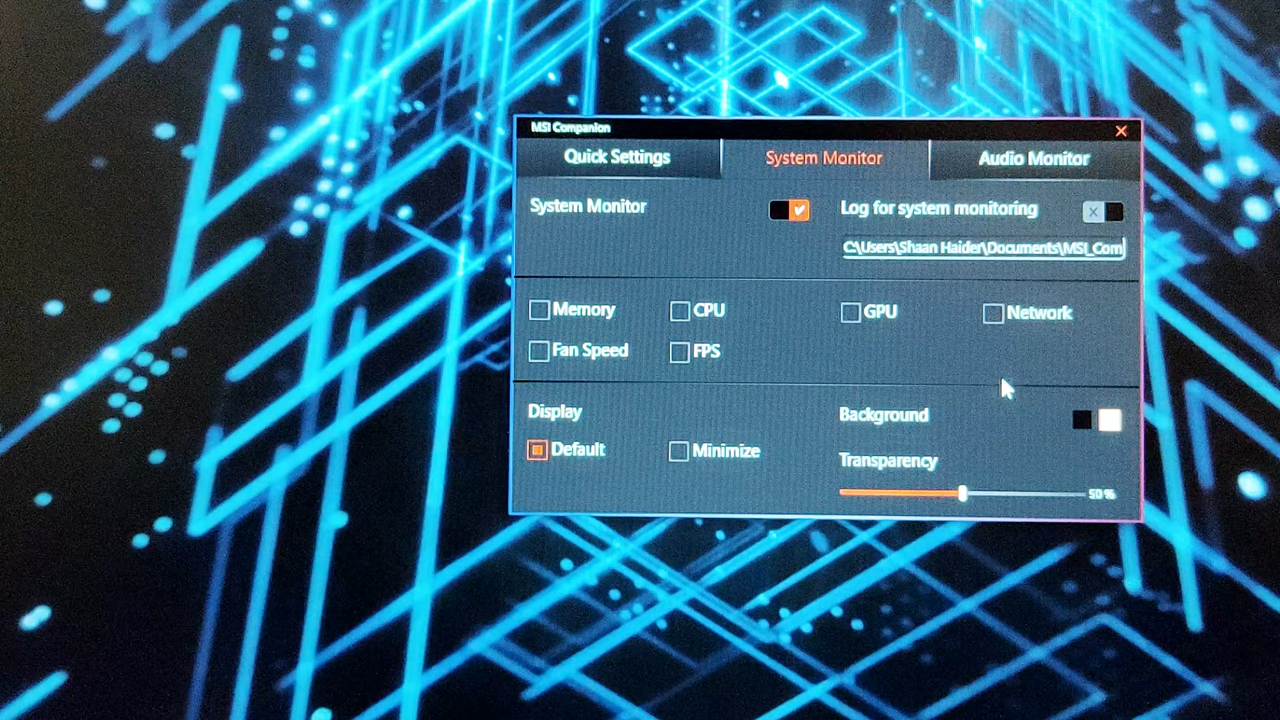 MSI Companion
Quick Settings
System Monitor
Audio Monitor
System Monitor
Log for system monitoring
C:\Users\Shaan Haider\Documents\MSI_Com
Memory
CPU
GPU
Network
Fan Speed
FPS
Display
Background
Default
Minimize
Transparency
50 %